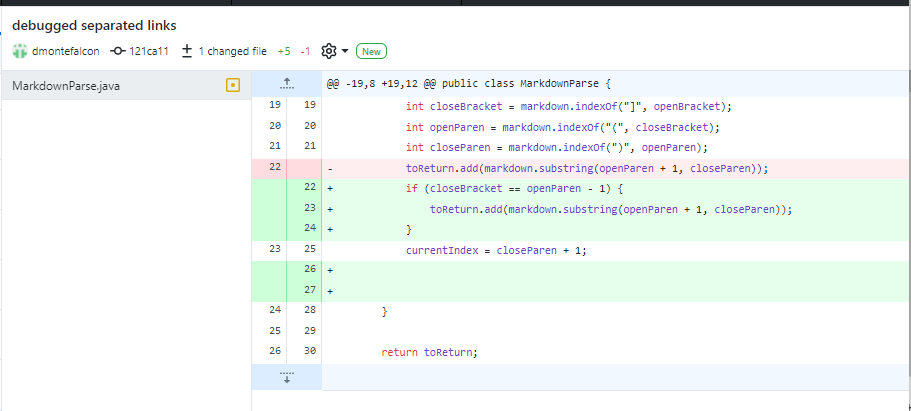 debugged separated links
dmontefalcon 121ca11 1 changed file +5 -1 New
MarkdownParse.java
@@ -19,8 +19,12 @@ public class MarkdownParse {
19 19 int closeBracket = markdown.indexOf("]", openBracket);
20 20 int openParen = markdown.indexOf("(", closeBracket);
21 21 int closeParen = markdown.indexOf(")", openParen);
22 - toReturn.add(markdown.substring(openParen + 1, closeParen));
22 + if (closeBracket == openParen - 1) {
23 + toReturn.add(markdown.substring(openParen + 1, closeParen));
24 + }
23 25 currentIndex = closeParen + 1;
26 +
27 +
24 28 }
25 29
26 30 return toReturn;